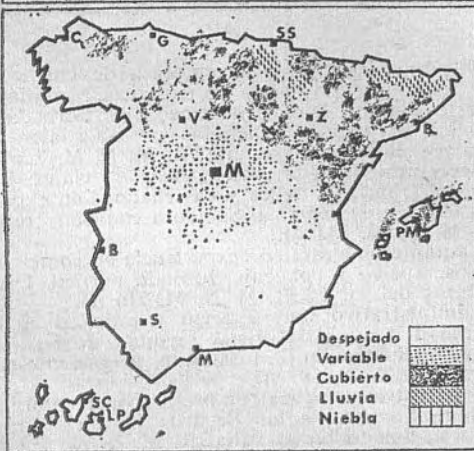 C
G
SS
V
Z
B
M
PM
B
S
M
SC
LP
Despejado
Variable
Cubierto
Lluvia
Niebla